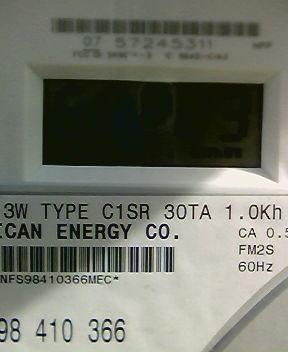 07 57245311
3W TYPE C1SR 30TA 1.0Kh
ICAN ENERGY CO.
CA 0.5
FM2S
NFS98410366MEC*
60Hz
98 410 366